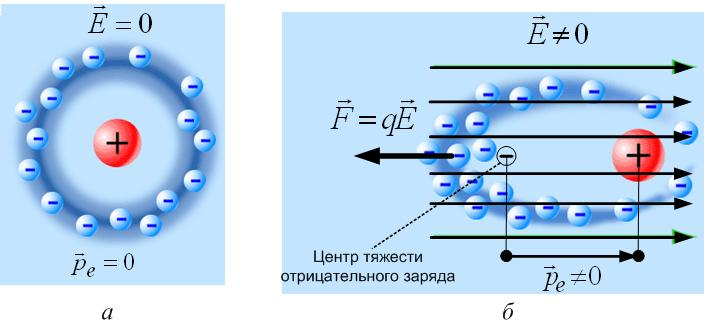 E⃗ = 0
p⃗ₑ = 0
а
E⃗ ≠ 0
F⃗ = qE⃗
Центр тяжести
отрицательного заряда
p⃗ₑ ≠ 0
б